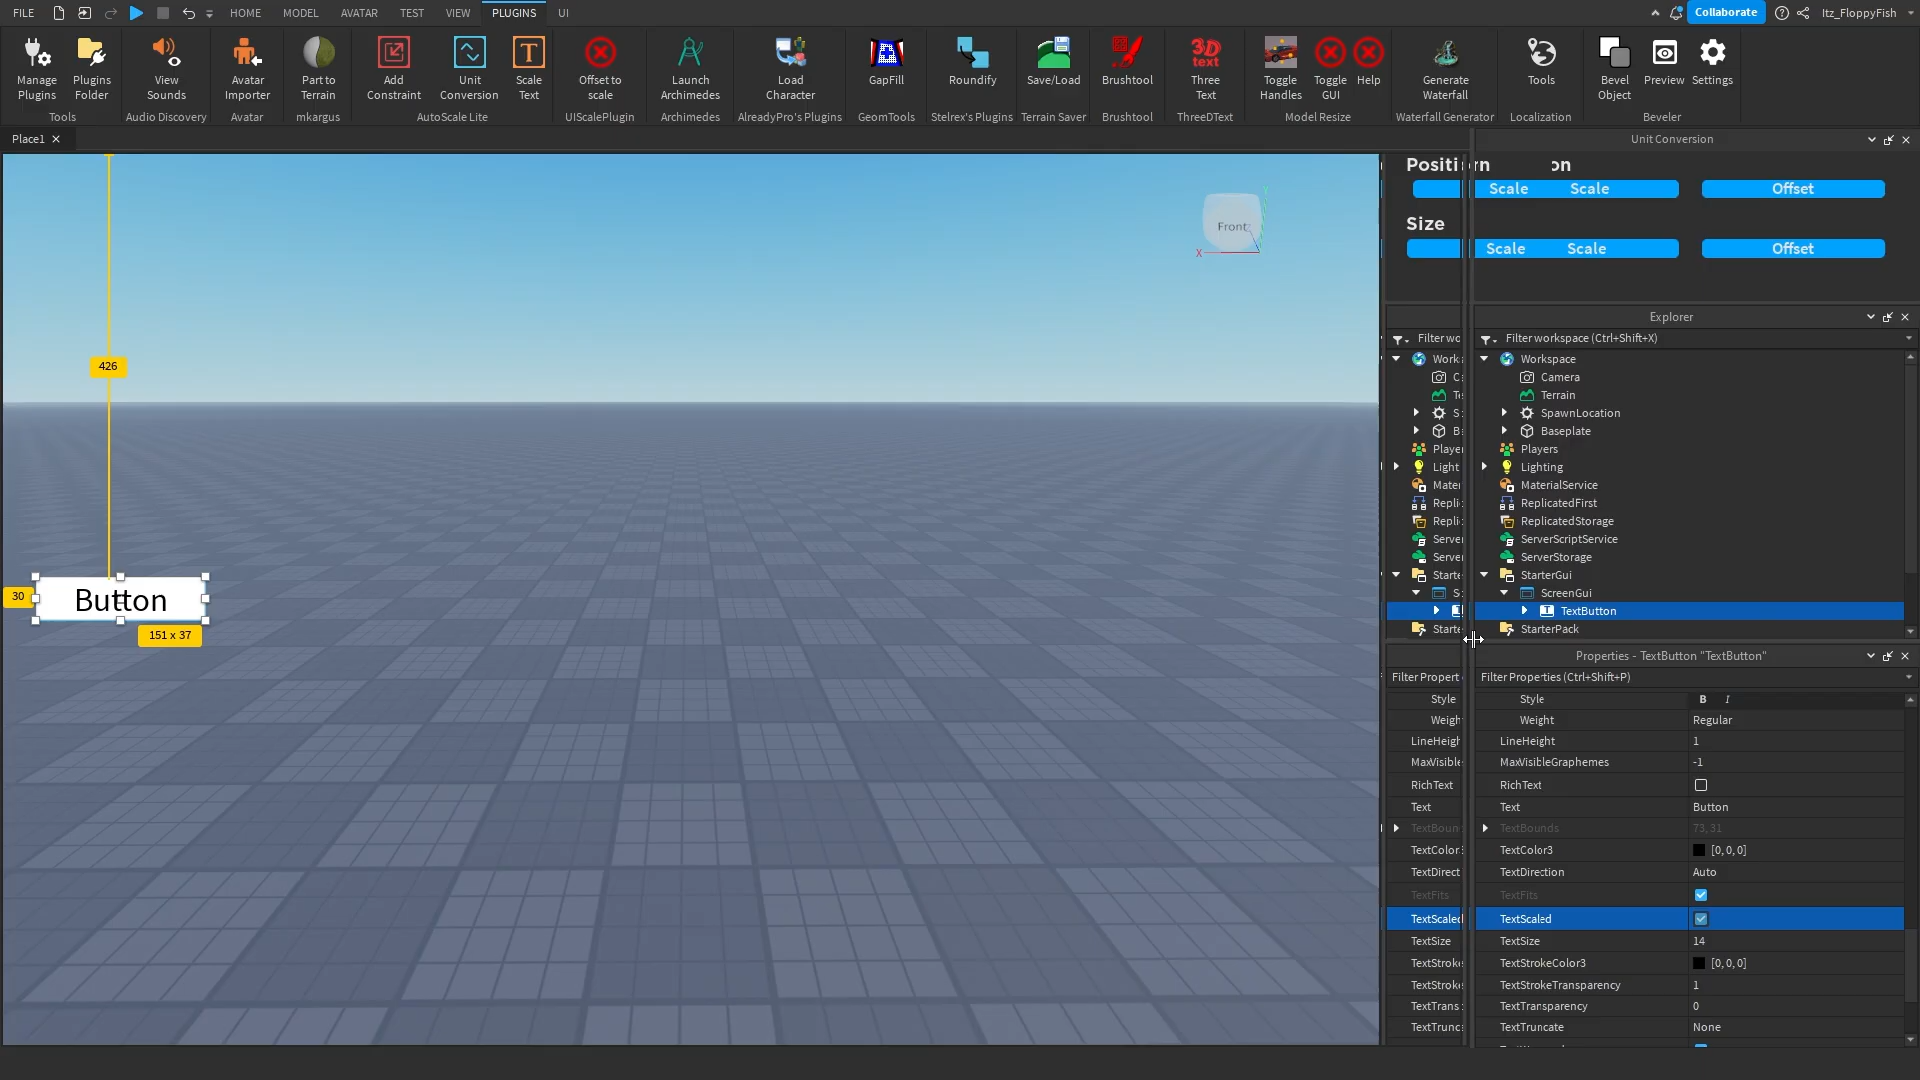 FILE HOME MODEL AVATAR TEST VIEW PLUGINS UI Collaborate Itz_FloppyFish
Manage Plugins
Plugins Folder
View Sounds
Avatar Importer
Part to Terrain
Add Constraint
Unit Conversion
Scale Text
Offset to scale
Launch Archimedes
Load Character
GapFill
Roundify
Save/Load
Brushtool
3D text
Three Text
Toggle Handles
Toggle GUI
Help
Generate Waterfall
Tools
Bevel Object
Preview
Settings
Tools Audio Discovery Avatar mkargus AutoScale Lite UIScalePlugin Archimedes AlreadyPro's Plugins GeomTools Stelrex's Plugins Terrain Saver Brushtool ThreeDText Model Resize Waterfall Generator Localization Beveler
Place1
Unit Conversion
Position on
Scale Scale Offset
Size
Scale Scale Offset
Front
X
426
30
Button
151 x 37
Explorer
Filter wo Filter workspace (Ctrl+Shift+X)
Work Workspace
C Camera
Te Terrain
S SpawnLocation
B Baseplate
Player Players
Light Lighting
Mater MaterialService
Repli ReplicatedFirst
Repli ReplicatedStorage
Server ServerScriptService
Server ServerStorage
Starte StarterGui
S ScreenGui
TextButton
Starte StarterPack
Properties - TextButton "TextButton"
Filter Propert Filter Properties (Ctrl+Shift+P)
Style Style B I
Weigh Weight Regular
LineHeigh LineHeight 1
MaxVisible MaxVisibleGraphemes -1
RichText RichText
Text Text Button
TextBoun TextBounds 73, 31
TextColor3 TextColor3 [0, 0, 0]
TextDirect TextDirection Auto
TextFits TextFits
TextScaled TextScaled
TextSize TextSize 14
TextStroke TextStrokeColor3 [0, 0, 0]
TextStroke TextStrokeTransparency 1
TextTrans TextTransparency 0
TextTrunc TextTruncate None